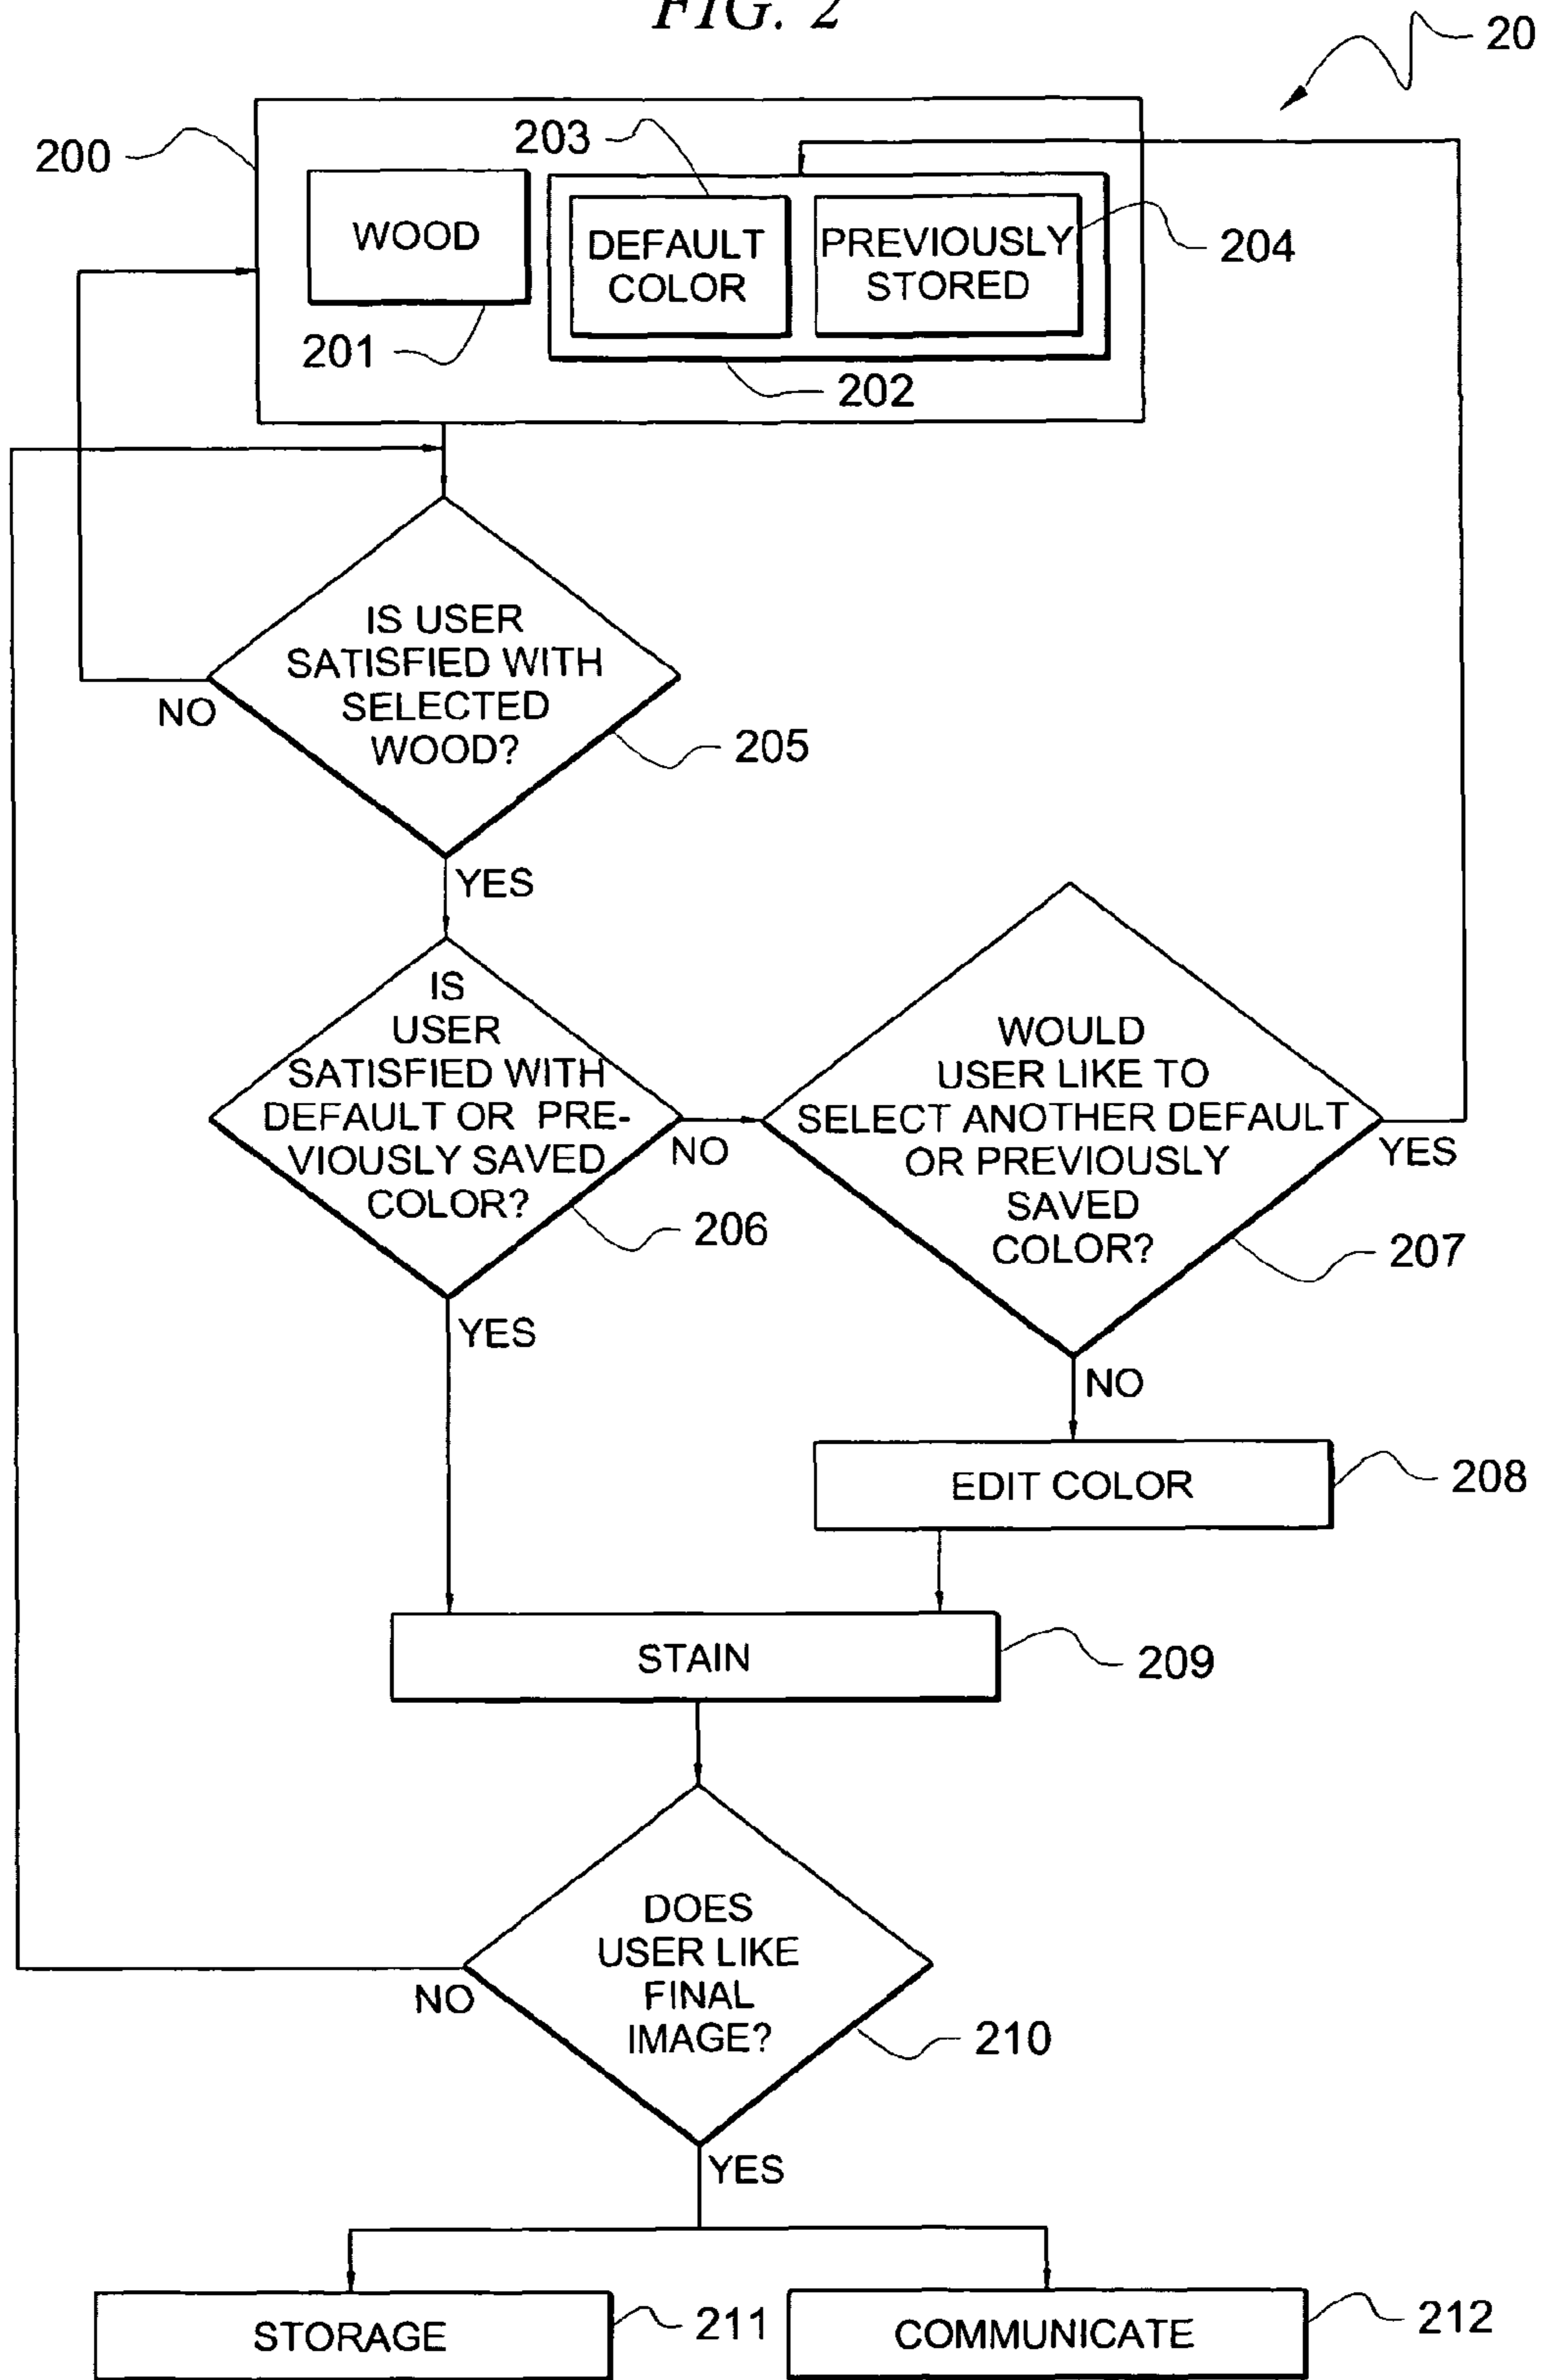 FIG. 2
20
200
203
WOOD
DEFAULT
COLOR
PREVIOUSLY
STORED
204
201
202
IS USER
SATISFIED WITH
SELECTED
WOOD?
NO
205
YES
IS
USER
SATISFIED WITH
DEFAULT OR PRE-
VIOUSLY SAVED
COLOR?
NO
206
YES
WOULD
USER LIKE TO
SELECT ANOTHER DEFAULT
OR PREVIOUSLY
SAVED
COLOR?
YES
207
NO
EDIT COLOR
208
STAIN
209
DOES
USER LIKE
FINAL
IMAGE?
NO
210
YES
STORAGE
211
COMMUNICATE
212